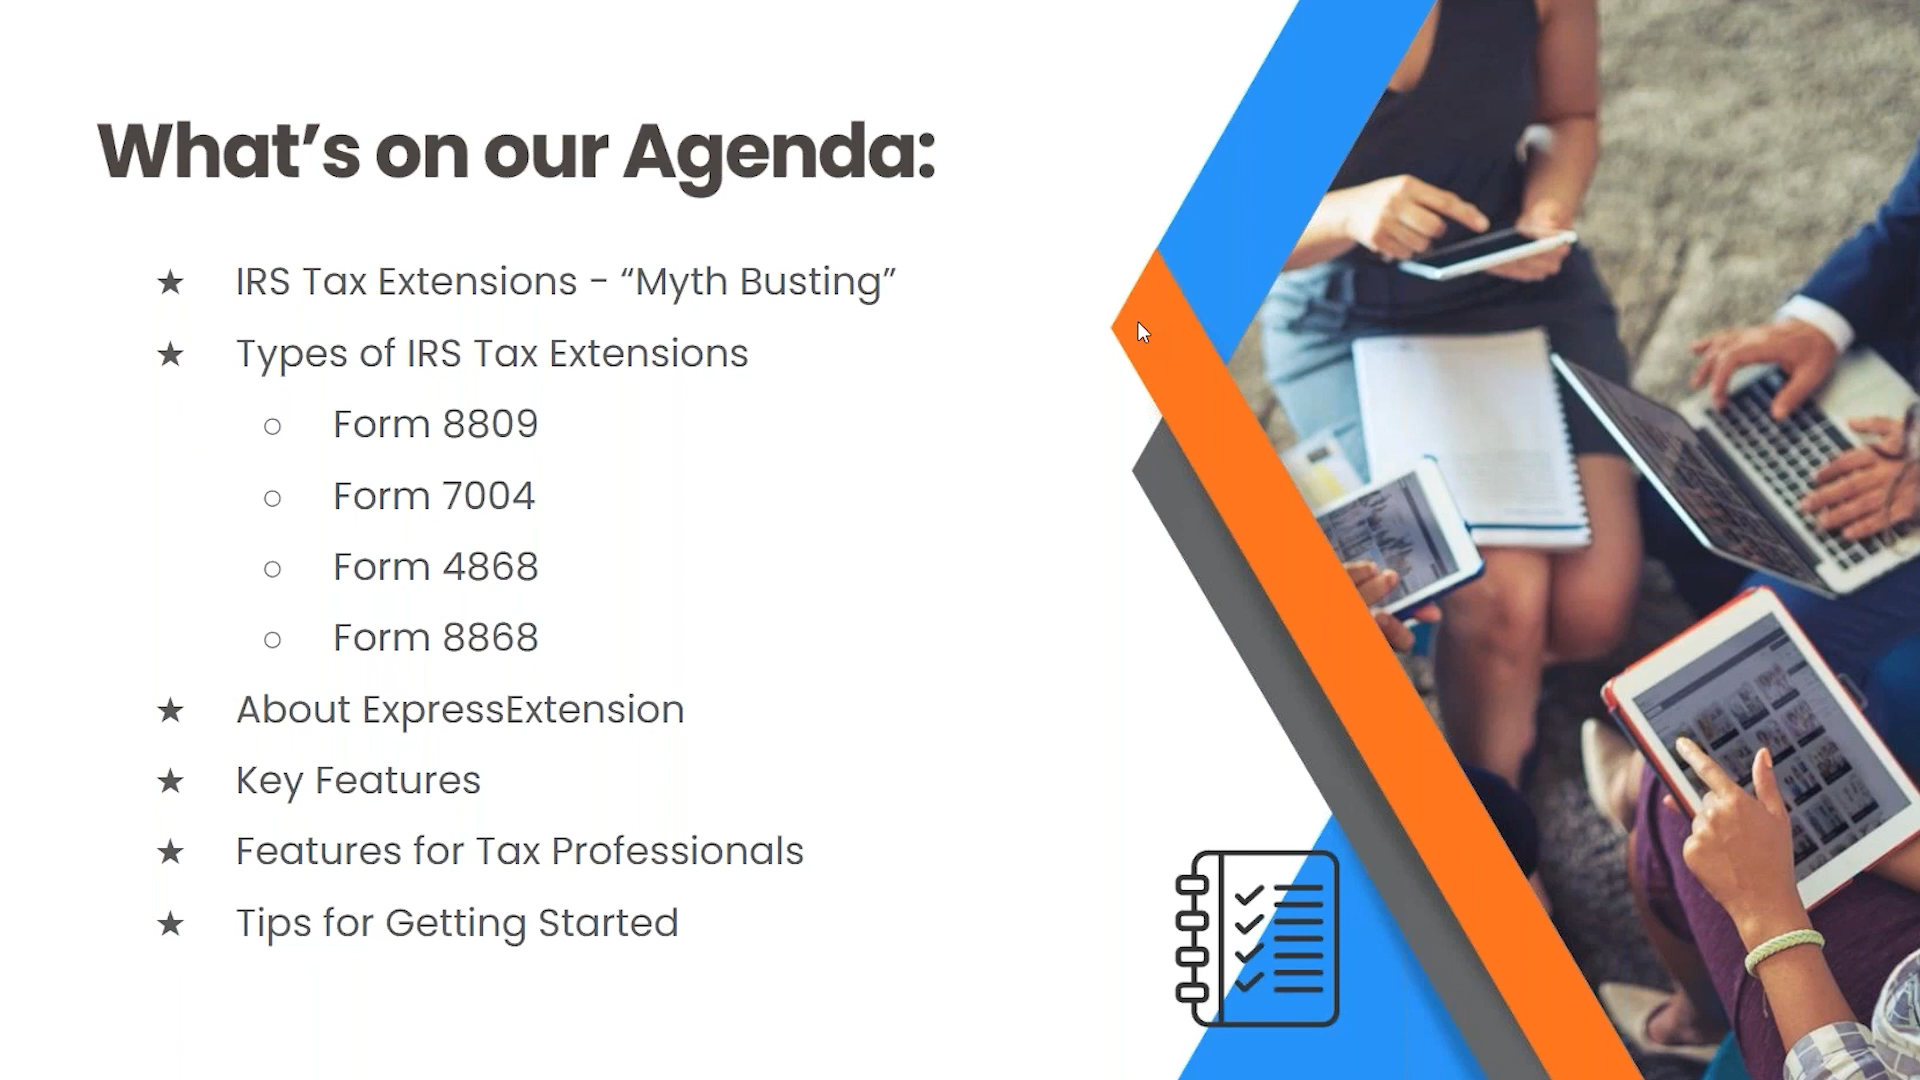 What’s on our Agenda:
★ IRS Tax Extensions - “Myth Busting”
★ Types of IRS Tax Extensions
○ Form 8809
○ Form 7004
○ Form 4868
○ Form 8868
★ About ExpressExtension
★ Key Features
★ Features for Tax Professionals
★ Tips for Getting Started